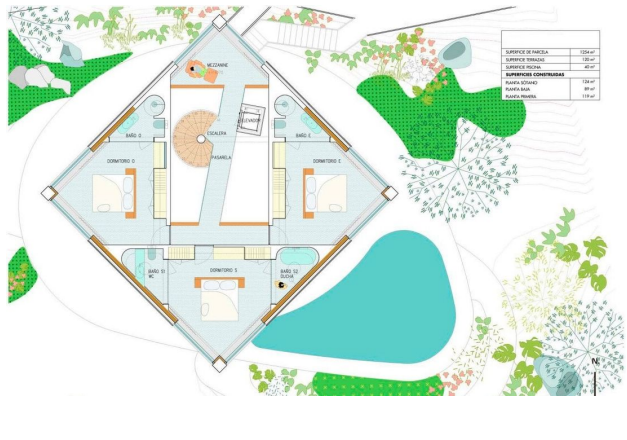 SUPERFICIE DE PARCELA 1254 m²
SUPERFICIE TERRAZAS 120 m²
SUPERFICIE PISCINA 40 m²
SUPERFICIES CONSTRUIDAS
PLANTA SÓTANO 124 m²
PLANTA BAJA 89 m²
PLANTA PRIMERA 119 m²
MEZZANINE
ELEVADOR
BAÑO O
ESCALERA
BAÑO E
DORMITORIO O
PASARELA
DORMITORIO E
BAÑO S1
WC
DORMITORIO S
BAÑO S2
DUCHA
N